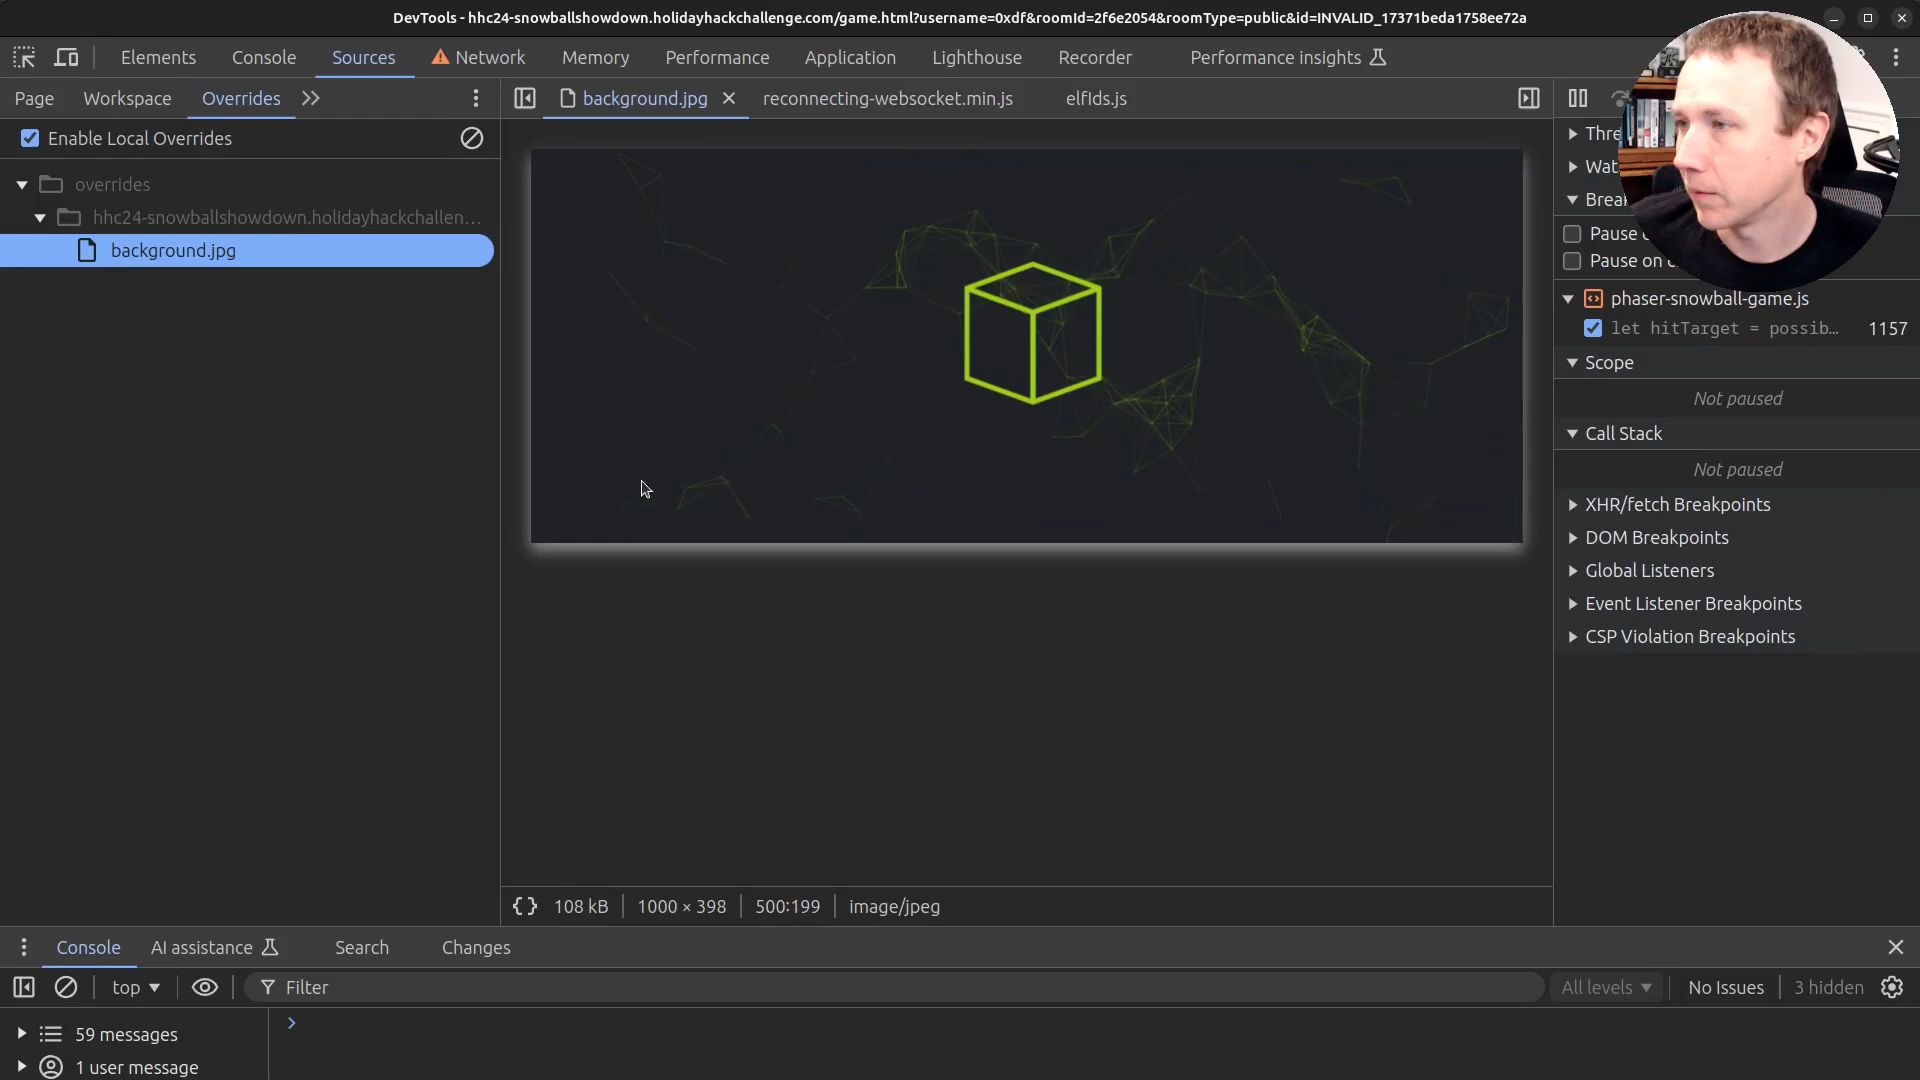 DevTools - hhc24-snowballshowdown.holidayhackchallenge.com/game.html?username=0xdf&roomId=2f6e2054&roomType=public&id=INVALID_17371beda1758ee72a
Elements Console Sources Network Memory Performance Application Lighthouse Recorder Performance insights
Page Workspace Overrides
background.jpg reconnecting-websocket.min.js elfIds.js
Enable Local Overrides
overrides
hhc24-snowballshowdown.holidayhackchallen...
background.jpg
Thre
Wat
Brea
Pause
Pause on
phaser-snowball-game.js
let hitTarget = possib… 1157
Scope
Not paused
Call Stack
Not paused
XHR/fetch Breakpoints
DOM Breakpoints
Global Listeners
Event Listener Breakpoints
CSP Violation Breakpoints
{ } 108 kB 1000 × 398 500:199 image/jpeg
Console AI assistance Search Changes
top Filter All levels No Issues 3 hidden
59 messages
1 user message